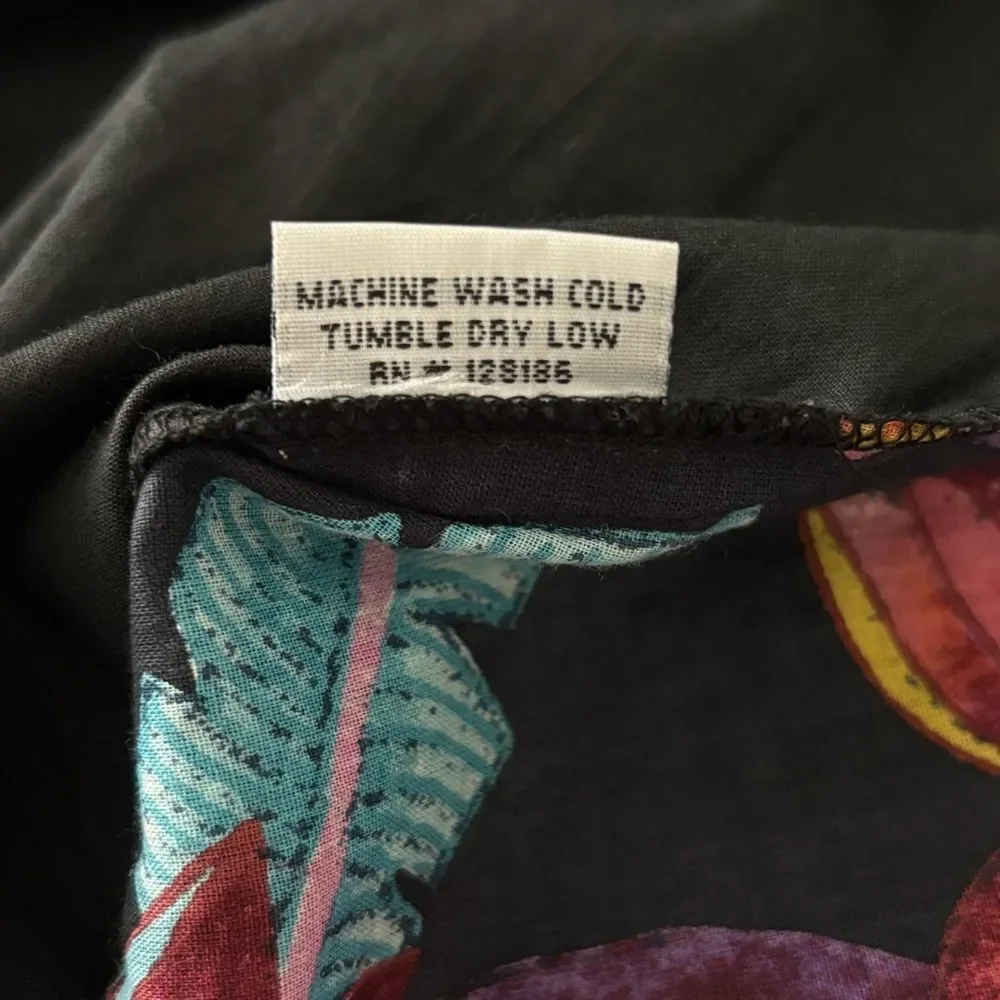 MACHINE WASH COLD
TUMBLE DRY LOW
RN # 128186